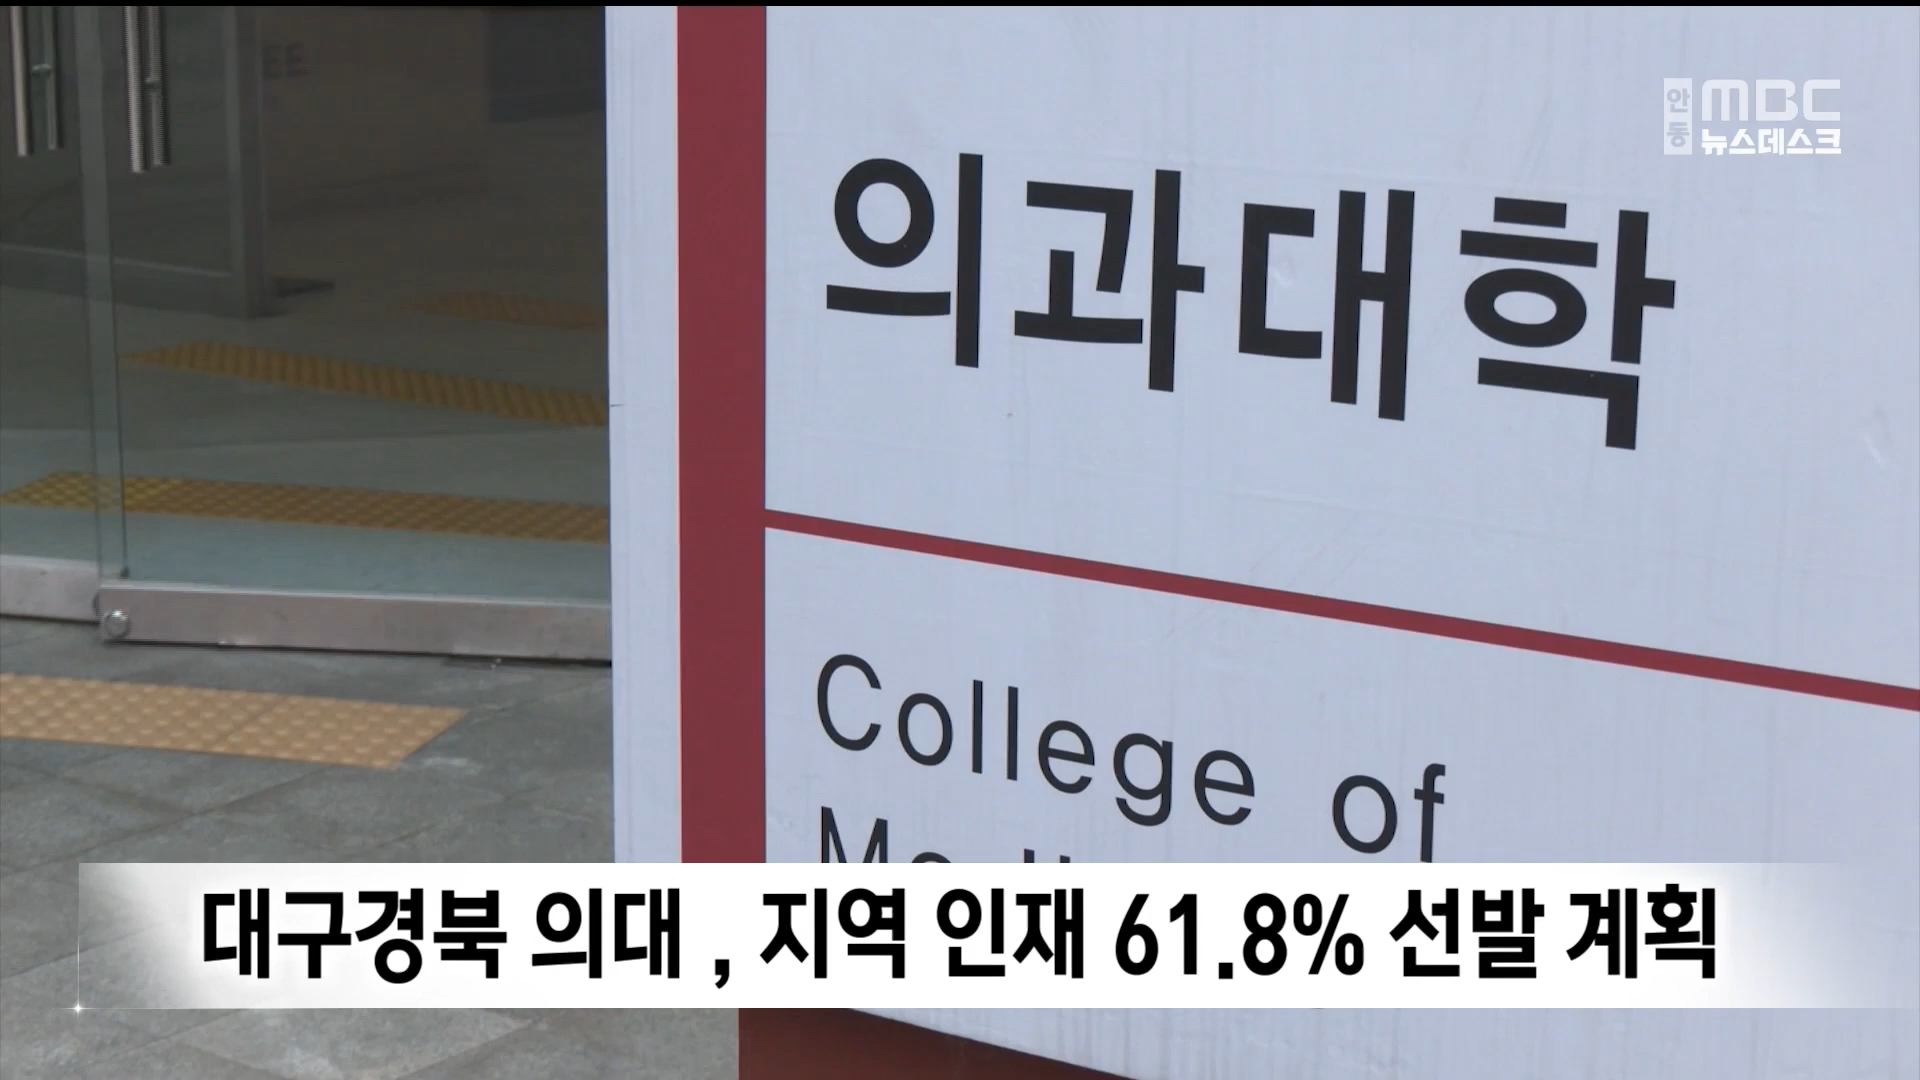 EE
안동 MBC
뉴스데스크
의과대학
College of
대구경북 의대 , 지역 인재 61.8% 선발 계획